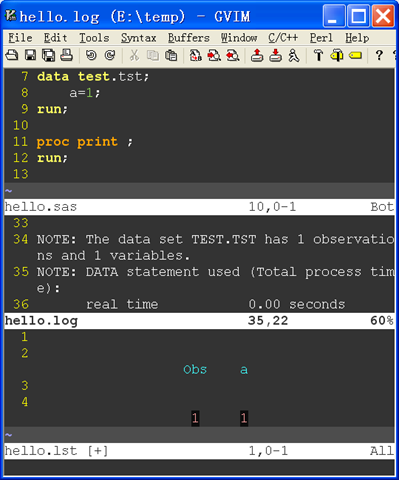 hello.log (E:\temp) - GVIM
File Edit Tools Syntax Buffers Window C/C++ Perl Help
7 data test.tst;
8     a=1;
9 run;
10
11 proc print ;
12 run;
13
~
hello.sas 10,0-1 Bot
33
34 NOTE: The data set TEST.TST has 1 observatio
ns and 1 variables.
35 NOTE: DATA statement used (Total process tim
e):
36       real time           0.00 seconds
hello.log 35,22 60%
1
2
Obs    a
3
4
1     1
~
hello.lst [+] 1,0-1 All